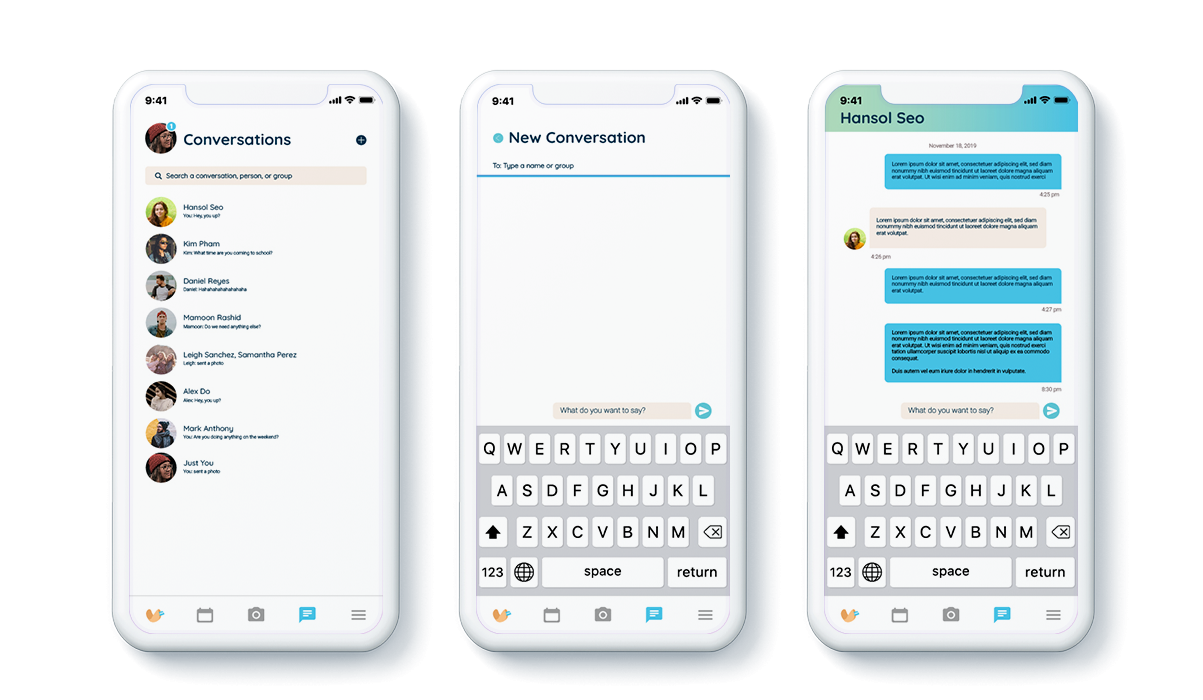 9:41
1
Conversations
Search a conversation, person, or group
Hansol Seo
You: Hey, you up?
Kim Pham
Kim: What time are you coming to school?
Daniel Reyes
Daniel: Hahahahahahahahaha
Mamoon Rashid
Mamoon: Do we need anything else?
Leigh Sanchez, Samantha Perez
Leigh: sent a photo
Alex Do
Alex: Hey, you up?
Mark Anthony
You: Are you doing anything on the weekend?
Just You
You: sent a photo
9:41
New Conversation
To: Type a name or group
What do you want to say?
Q W E R T Y U I O P
A S D F G H J K L
Z X C V B N M
123 space return
9:41
Hansol Seo
November 18, 2019
Lorem ipsum dolor sit amet, consectetuer adipiscing elit, sed diam
nonummy nibh euismod tincidunt ut laoreet dolore magna aliquam
erat volutpat. Ut wisi enim ad minim veniam, quis nostrud exerci
4:25 pm
Lorem ipsum dolor sit amet, consectetuer adipiscing elit, sed diam
nonummy nibh euismod tincidunt ut laoreet dolore magna aliquam
erat volutpat.
4:26 pm
Lorem ipsum dolor sit amet, consectetuer adipiscing elit, sed diam
nonummy nibh euismod tincidunt ut laoreet dolore magna aliquam
erat volutpat.
4:27 pm
Lorem ipsum dolor sit amet, consectetuer adipiscing elit, sed diam
nonummy nibh euismod tincidunt ut laoreet dolore magna aliquam
erat volutpat. Ut wisi enim ad minim veniam, quis nostrud exerci
tation ullamcorper suscipit lobortis nisl ut aliquip ex ea commodo
consequat.
Duis autem vel eum iriure dolor in hendrerit in vulputate.
8:30 pm
What do you want to say?
Q W E R T Y U I O P
A S D F G H J K L
Z X C V B N M
123 space return